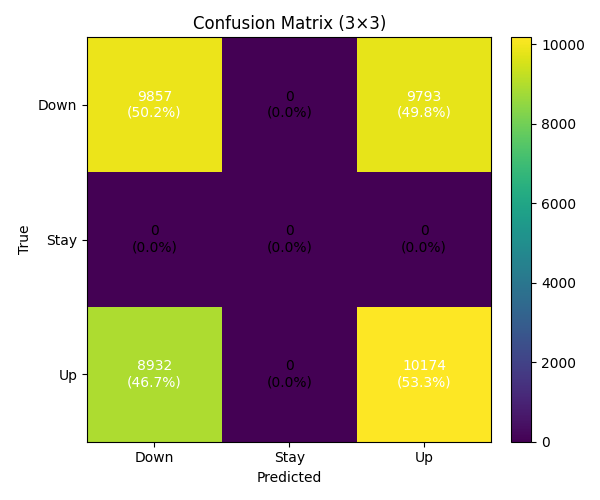 Confusion Matrix (3×3)
10000
9857
(50.2%)
0
(0.0%)
9793
(49.8%)
Down
8000
6000
0
(0.0%)
0
(0.0%)
0
(0.0%)
Stay
True
4000
8932
(46.7%)
0
(0.0%)
10174
(53.3%)
Up
2000
0
Down
Stay
Up
Predicted